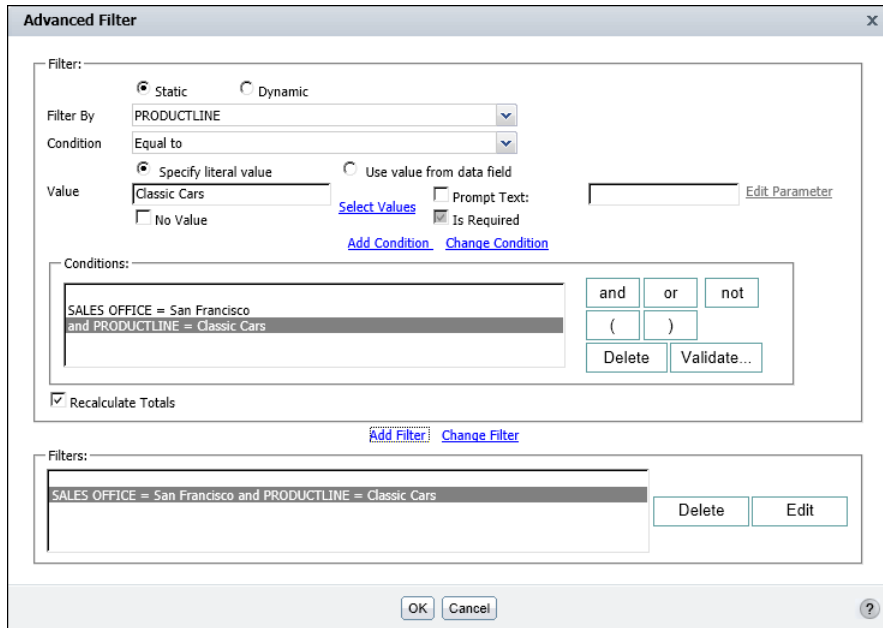 Advanced Filter x
Filter:
Static Dynamic
Filter By PRODUCTLINE
Condition Equal to
Specify literal value Use value from data field
Value Classic Cars Select Values Prompt Text: Edit Parameter
No Value Is Required
Add Condition Change Condition
Conditions:
SALES OFFICE = San Francisco
and PRODUCTLINE = Classic Cars
and or not
( )
Delete Validate...
Recalculate Totals
Add Filter Change Filter
Filters:
SALES OFFICE = San Francisco and PRODUCTLINE = Classic Cars
Delete Edit
OK Cancel ?